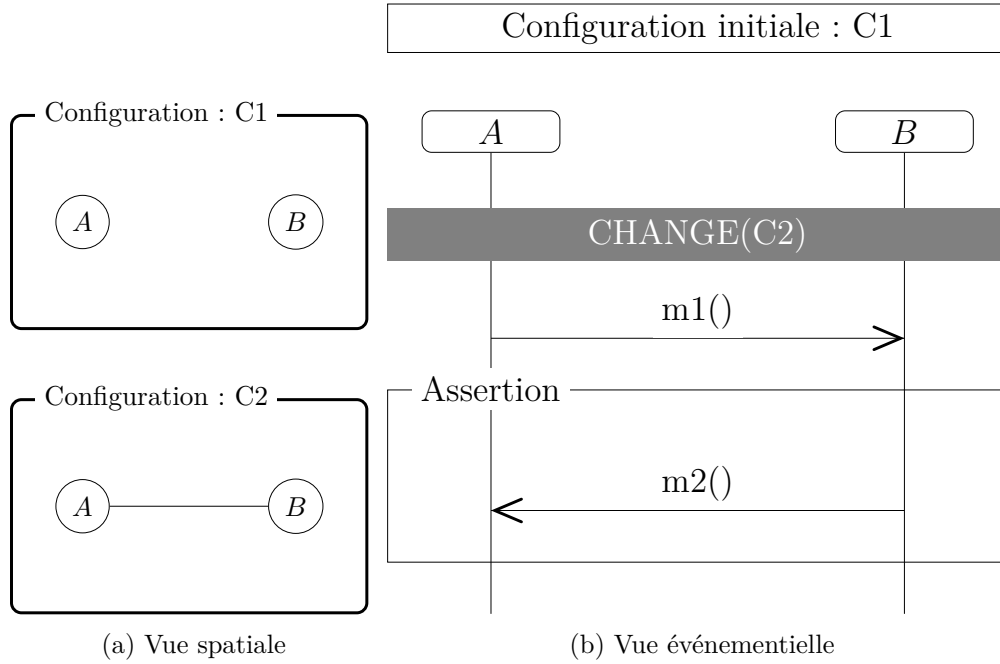 Configuration initiale : C1
Configuration : C1
A
B
Configuration : C2
A
B
(a) Vue spatiale
A
B
CHANGE(C2)
m1()
Assertion
m2()
(b) Vue événementielle